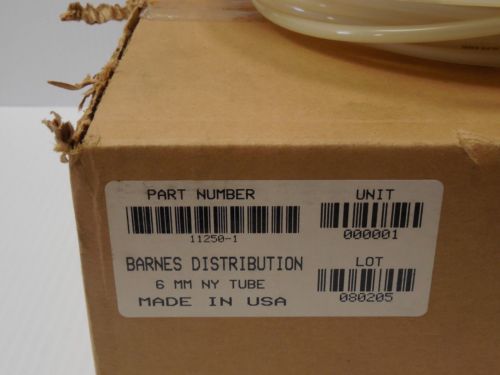 PART NUMBER
11250-1
UNIT
000001
BARNES DISTRIBUTION
6 MM NY TUBE
MADE IN USA
LOT
080205